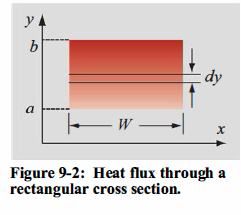 y
b
dy
a
W
x
Figure 9-2: Heat flux through a
rectangular cross section.